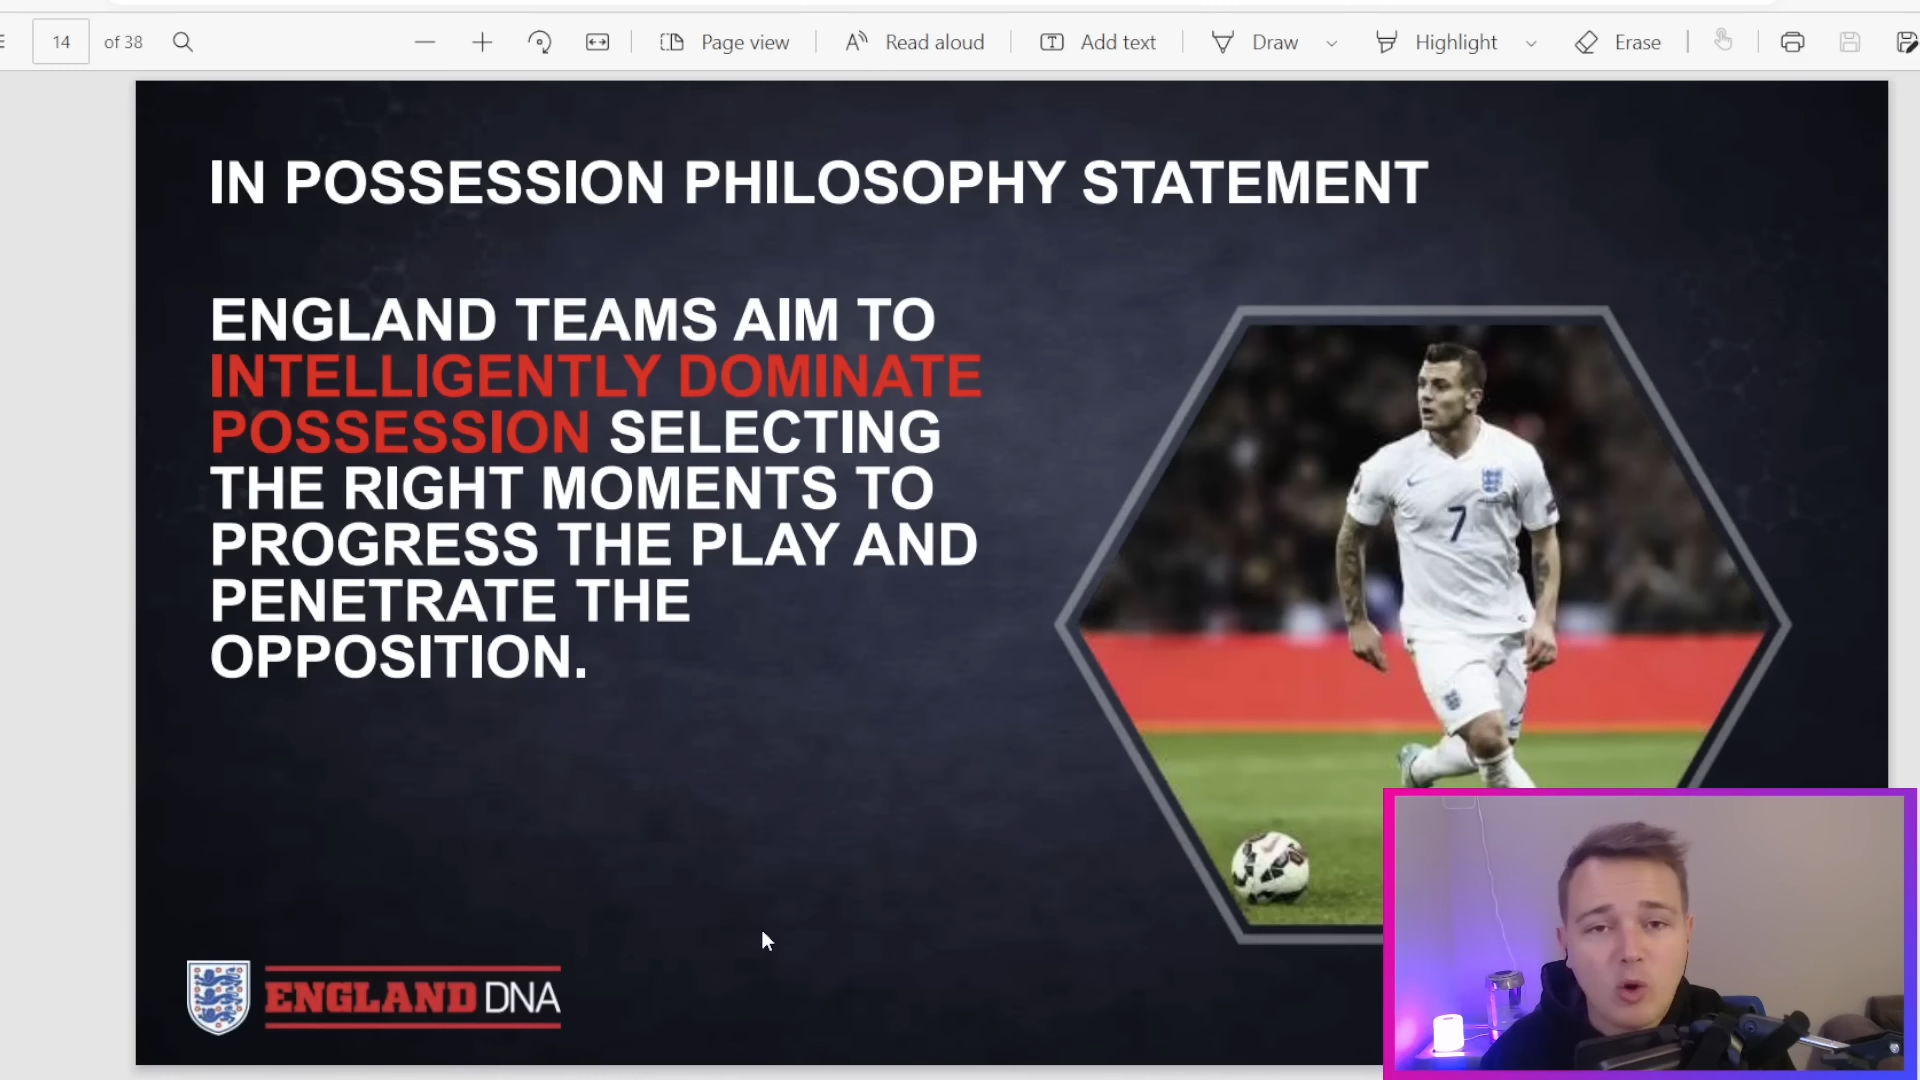 14 of 38 Page view Read aloud Add text Draw Highlight Erase
IN POSSESSION PHILOSOPHY STATEMENT
ENGLAND TEAMS AIM TO
INTELLIGENTLY DOMINATE
POSSESSION SELECTING
THE RIGHT MOMENTS TO
PROGRESS THE PLAY AND
PENETRATE THE
OPPOSITION.
7
ENGLAND DNA